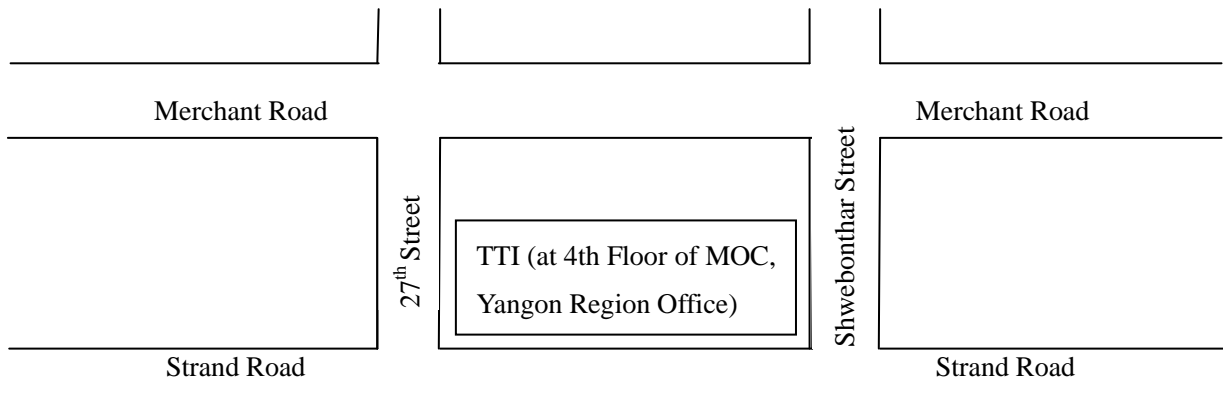 Merchant Road
Merchant Road
27th Street
Shwebonthar Street
TTI (at 4th Floor of MOC,
Yangon Region Office)
Strand Road
Strand Road